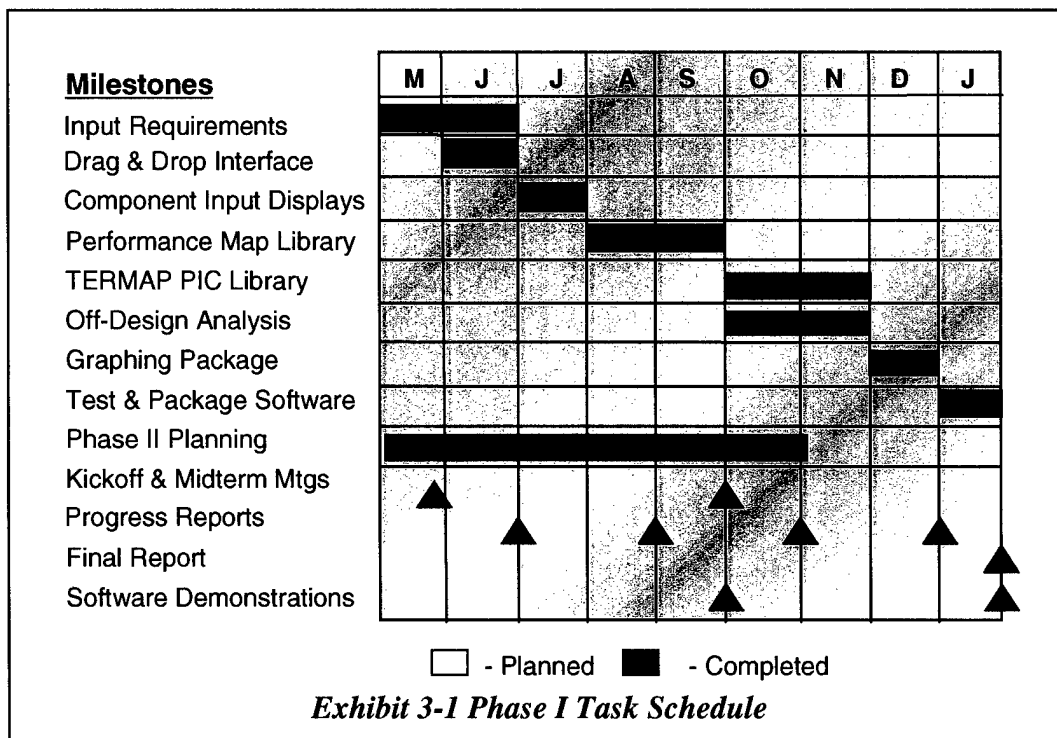 Milestones
M J J A S O N D J
Input Requirements
Drag & Drop Interface
Component Input Displays
Performance Map Library
TERMAP PIC Library
Off-Design Analysis
Graphing Package
Test & Package Software
Phase II Planning
Kickoff & Midterm Mtgs
Progress Reports
Final Report
Software Demonstrations
- Planned - Completed
Exhibit 3-1 Phase I Task Schedule